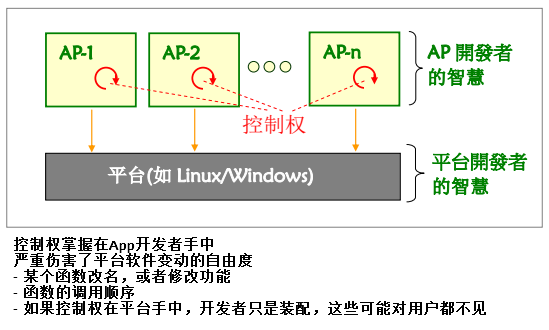 AP-1
AP-2
AP-n
AP 開發者
的智慧
控制权
平台(如 Linux/Windows)
平台開發者
的智慧
控制权掌握在App开发者手中
严重伤害了平台软件变动的自由度
- 某个函数改名，或者修改功能
- 函数的调用顺序
- 如果控制权在平台手中，开发者只是装配，这些可能对用户都不见